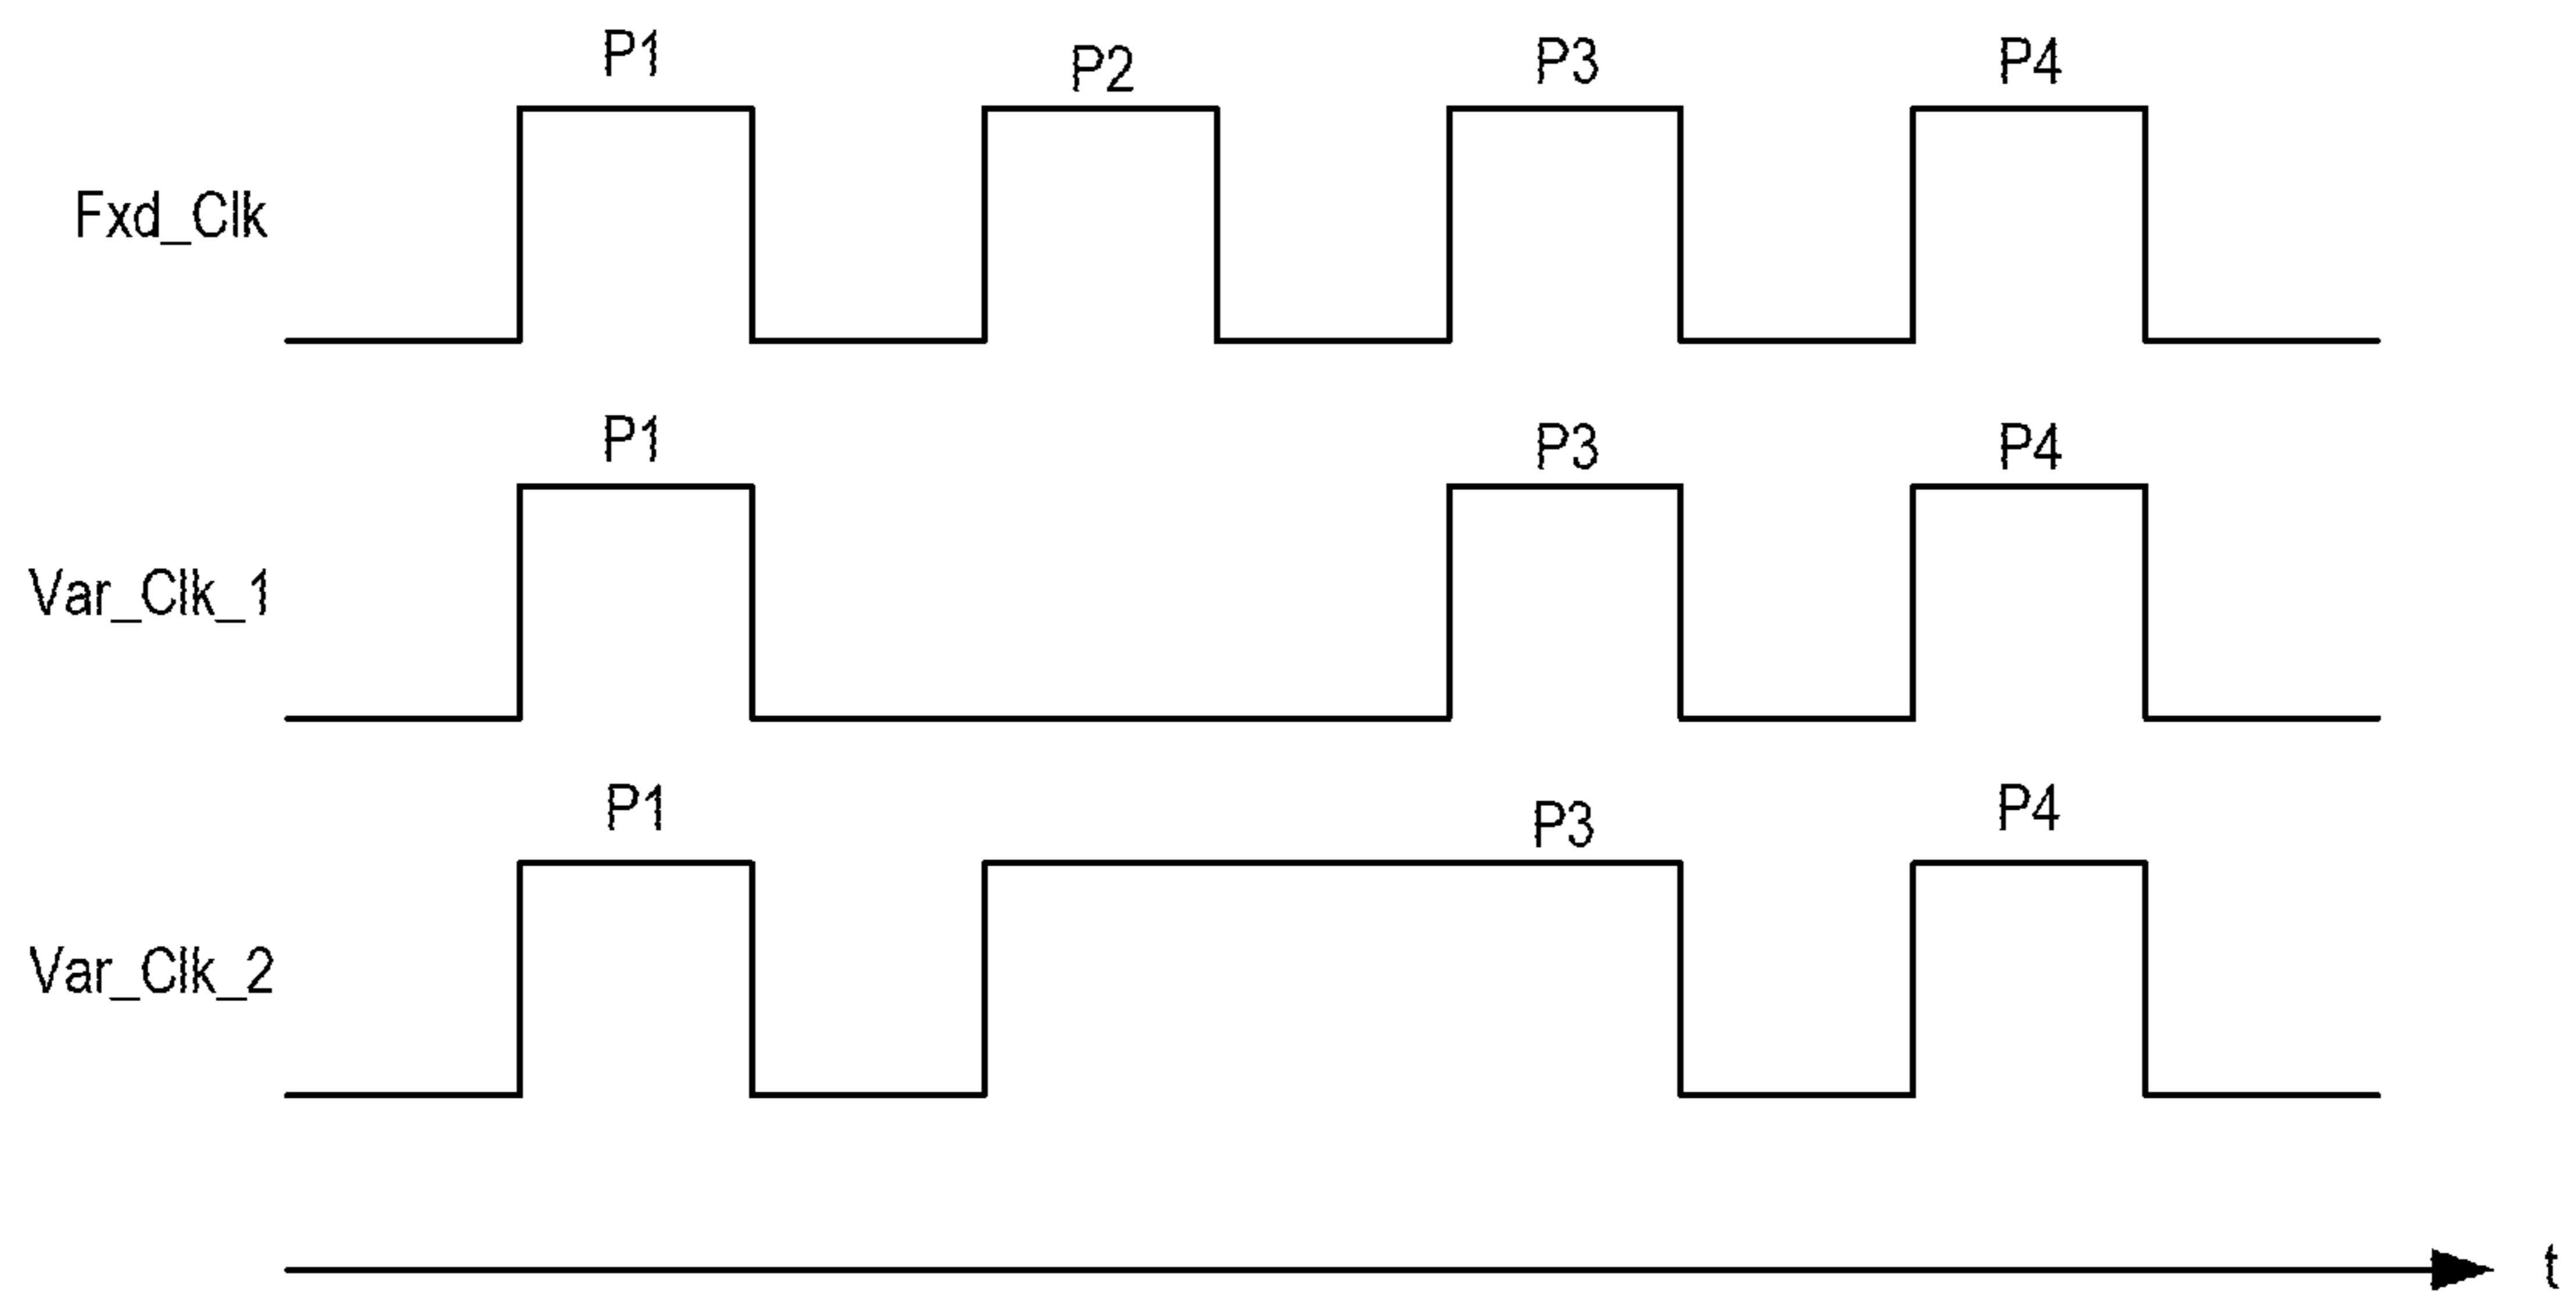 P1 P2 P3 P4
Fxd_Clk
P1 P3 P4
Var_Clk_1
P1 P3 P4
Var_Clk_2
t